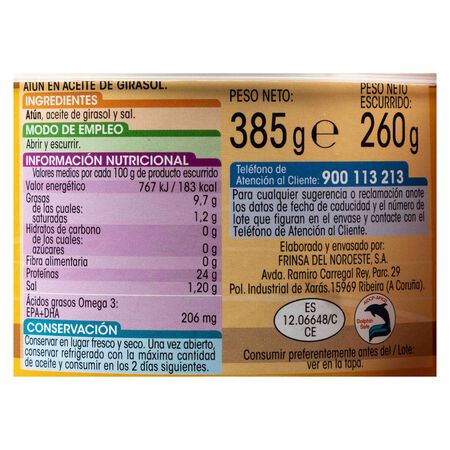 ATÚN EN ACEITE DE GIRASOL.
INGREDIENTES
Atún, aceite de girasol y sal.
MODO DE EMPLEO
Abrir y escurrir.
INFORMACIÓN NUTRICIONAL
Valores medios por cada 100 g de producto escurrido
Valor energético 767 kJ / 183 kcal
Grasas 9,7 g
de las cuales:
saturadas 1,2 g
Hidratos de carbono 0 g
de los cuales:
azúcares 0 g
Fibra alimentaria 0 g
Proteínas 24 g
Sal 1,20 g
Ácidos grasos Omega 3:
EPA+DHA 206 mg
CONSERVACIÓN
Conservar en lugar fresco y seco. Una vez abierto,
conservar refrigerado con la máxima cantidad
de aceite y consumir en los 2 días siguientes.
PESO NETO:
385 g e
PESO NETO
ESCURRIDO:
260 g
Teléfono de
Atención al Cliente: 900 113 213
Para cualquier sugerencia o reclamación anote
los datos de fecha de caducidad y el número de
lote que figuran en el envase y contacte con el
Teléfono de Atención al Cliente.
Elaborado y envasado por:
FRINSA DEL NOROESTE, S.A.
Avda. Ramiro Carregal Rey, Parc. 29
Pol. Industrial de Xarás. 15969 Ribeira (A Coruña).
ES
12.06648/C
CE
Dolphin
Safe
Consumir preferentemente antes del / Lote:
ver en la tapa.